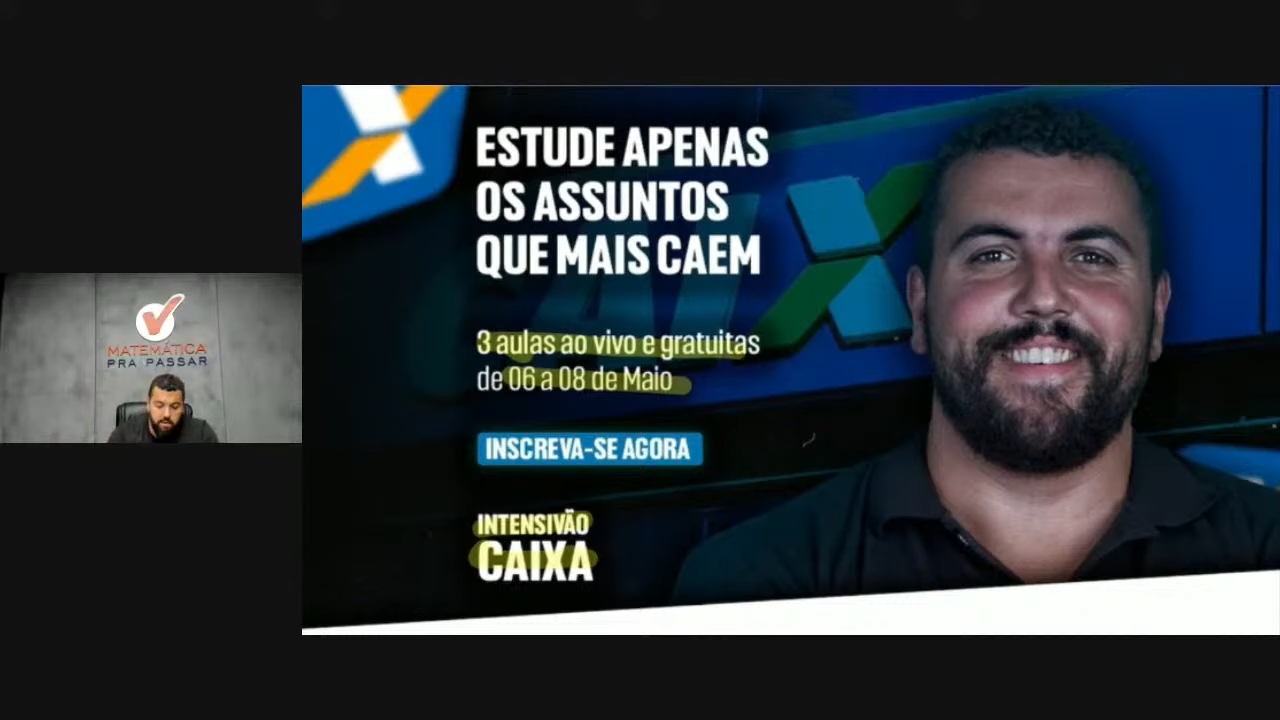 MATEMÁTICA
PRA PASSAR
ESTUDE APENAS
OS ASSUNTOS
QUE MAIS CAEM
3 aulas ao vivo e gratuitas
de 06 a 08 de Maio
INSCREVA-SE AGORA
INTENSIVÃO
CAIXA